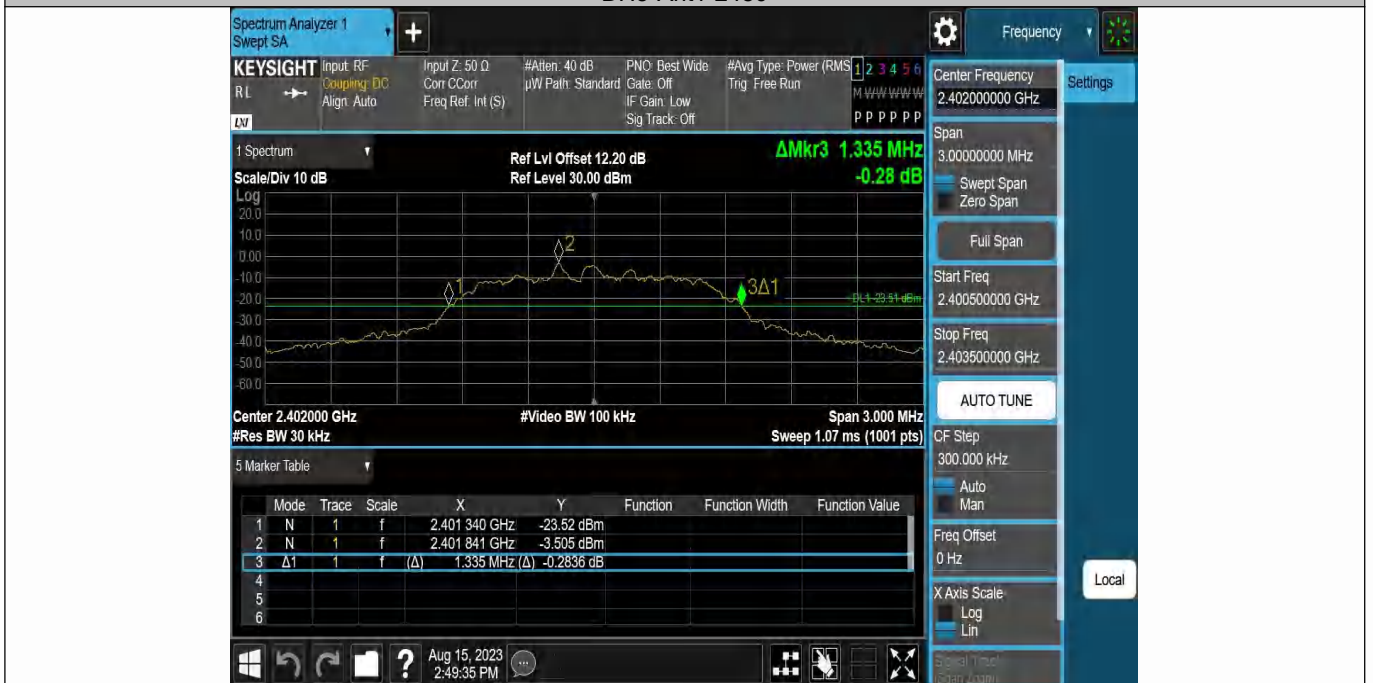 Spectrum Analyzer 1
Swept SA
+
Frequency
KEYSIGHT
RL
LXI
Input: RF
Coupling: DC
Align: Auto
Input Z: 50 Ω
Corr CCorr
Freq Ref: Int (S)
#Atten: 40 dB
µW Path: Standard
PNO: Best Wide
Gate: Off
IF Gain: Low
Sig Track: Off
#Avg Type: Power (RMS
Trig: Free Run
1 2 3 4 5 6
M W W W W W
P P P P P P
1 Spectrum
Scale/Div 10 dB
Ref Lvl Offset 12.20 dB
Ref Level 30.00 dBm
ΔMkr3 1.335 MHz
-0.28 dB
Log
20.0
10.0
0.00
-10.0
-20.0
-30.0
-40.0
-50.0
-60.0
1
2
3Δ1
DL1 -23.51 dBm
Center 2.402000 GHz
#Video BW 100 kHz
Span 3.000 MHz
#Res BW 30 kHz
Sweep 1.07 ms (1001 pts)
5 Marker Table
Mode Trace Scale X Y Function Function Width Function Value
1 N 1 f 2.401 340 GHz -23.52 dBm
2 N 1 f 2.401 841 GHz -3.505 dBm
3 Δ1 1 f (Δ) 1.335 MHz (Δ) -0.2836 dB
4
5
6
Aug 15, 2023
2:49:35 PM
Center Frequency
2.402000000 GHz
Settings
Span
3.00000000 MHz
Swept Span
Zero Span
Full Span
Start Freq
2.400500000 GHz
Stop Freq
2.403500000 GHz
AUTO TUNE
CF Step
300.000 kHz
Auto
Man
Freq Offset
0 Hz
X Axis Scale
Log
Lin
Signal Track
(Span Zoom)
Local